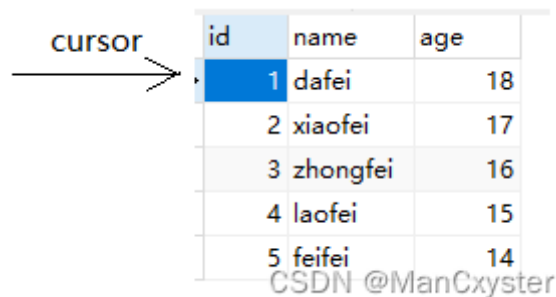 cursor
id name age
1 dafei 18
2 xiaofei 17
3 zhongfei 16
4 laofei 15
5 feifei 14
CSDN @ManCxyster